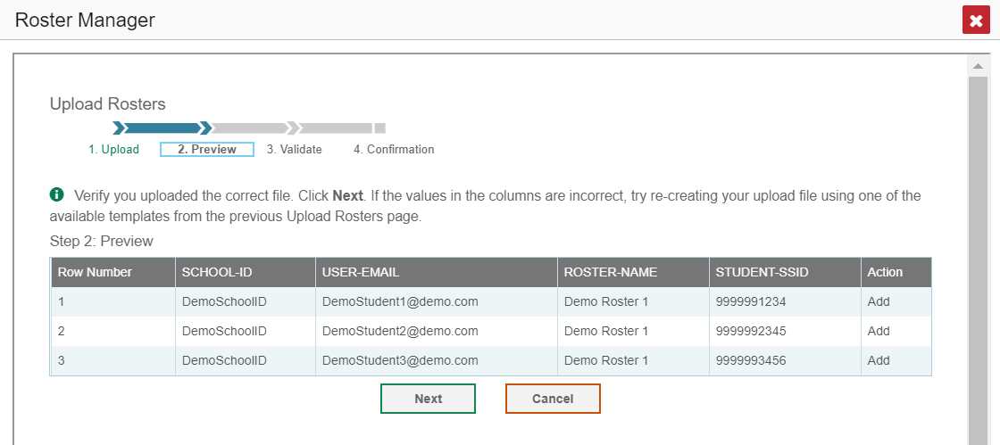 Roster Manager
Upload Rosters
1. Upload 2. Preview 3. Validate 4. Confirmation
Verify you uploaded the correct file. Click Next. If the values in the columns are incorrect, try re-creating your upload file using one of the
available templates from the previous Upload Rosters page.
Step 2: Preview
Row Number SCHOOL-ID USER-EMAIL ROSTER-NAME STUDENT-SSID Action
1 DemoSchoolID DemoStudent1@demo.com Demo Roster 1 9999991234 Add
2 DemoSchoolID DemoStudent2@demo.com Demo Roster 1 9999992345 Add
3 DemoSchoolID DemoStudent3@demo.com Demo Roster 1 9999993456 Add
Next Cancel